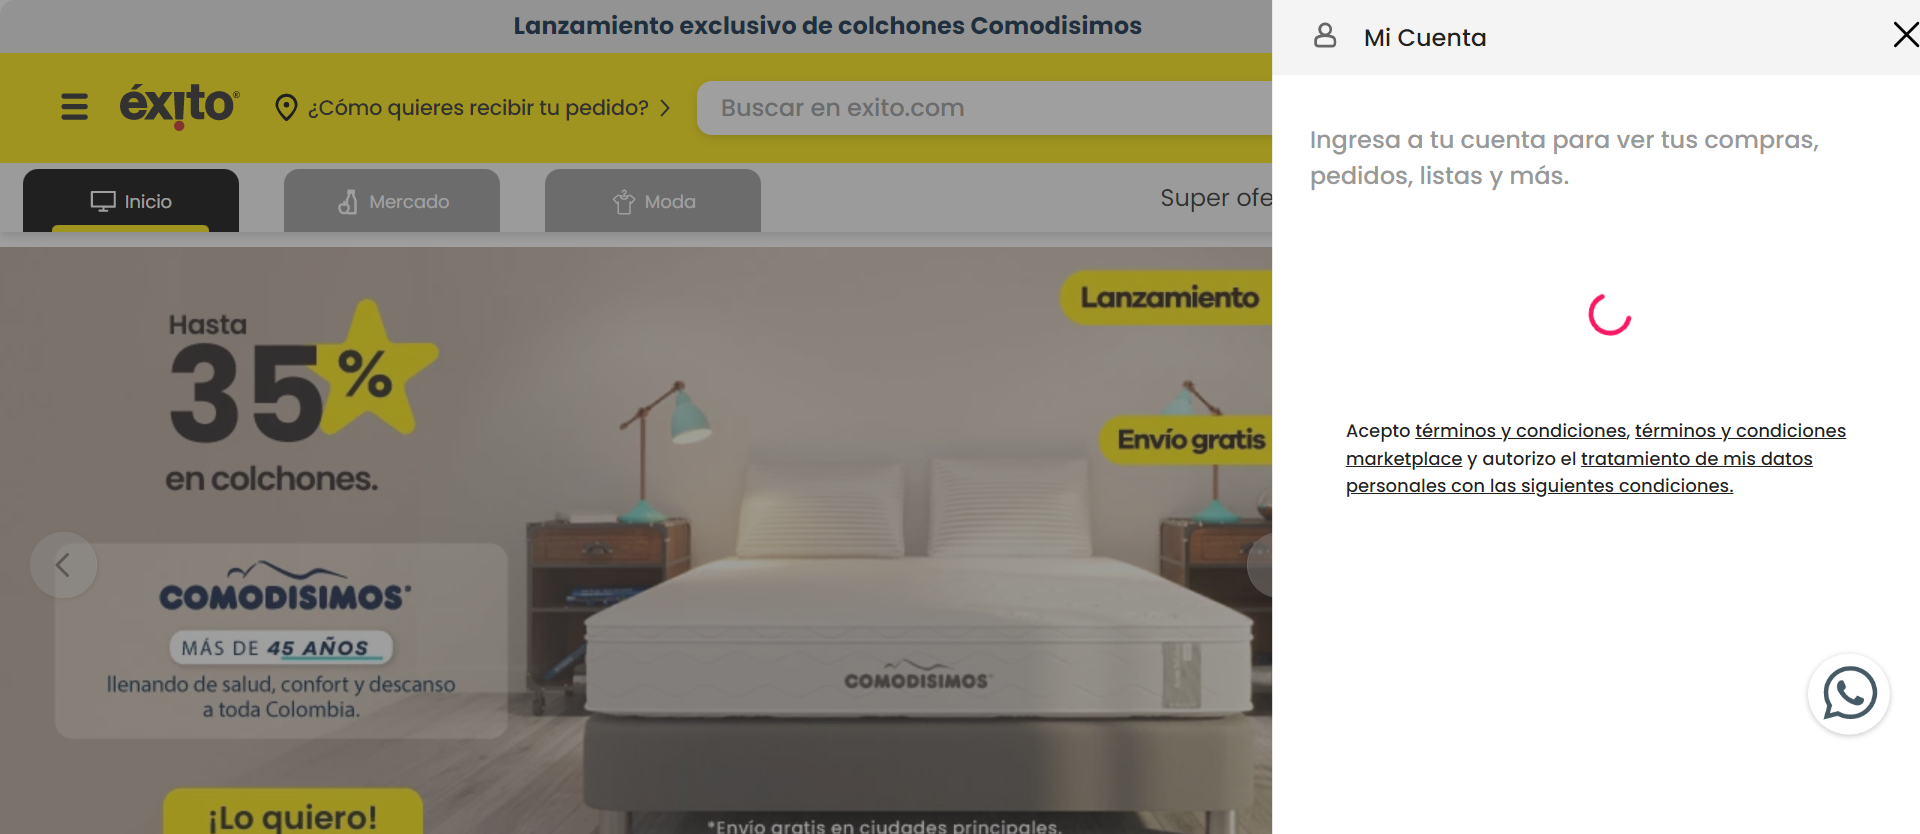 Lanzamiento exclusivo de colchones Comodisimos
éxito®
¿Cómo quieres recibir tu pedido?
Buscar en exito.com
Inicio
Mercado
Moda
Super ofe
Hasta
35%
en colchones.
COMODISIMOS
MÁS DE 45 AÑOS
llenando de salud, confort y descanso
a toda Colombia.
¡Lo quiero!
Lanzamiento
Envío gratis
COMODISIMOS
*Envío gratis en ciudades principales.
Mi Cuenta
Ingresa a tu cuenta para ver tus compras,
pedidos, listas y más.
Acepto términos y condiciones, términos y condiciones
marketplace y autorizo el tratamiento de mis datos
personales con las siguientes condiciones.